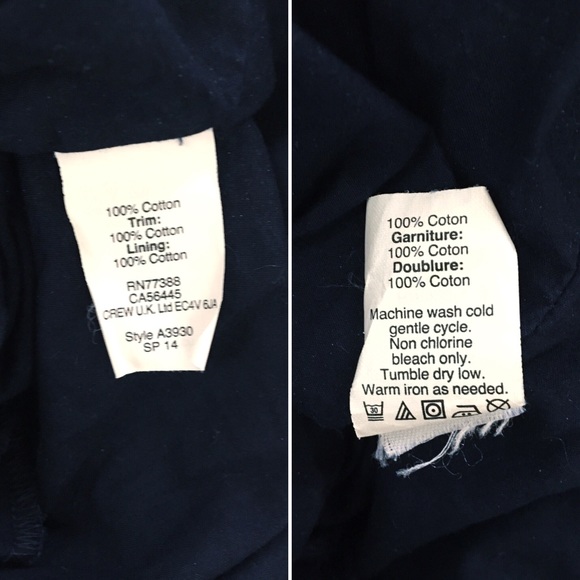 100% Cotton
Trim:
100% Cotton
Lining:
100% Cotton
RN77388
CA56445
CREW U.K. Ltd EC4V 6JA
Style A3930
SP 14
100% Coton
Garniture:
100% Coton
Doublure:
100% Coton
Machine wash cold
gentle cycle.
Non chlorine
bleach only.
Tumble dry low.
Warm iron as needed.
30